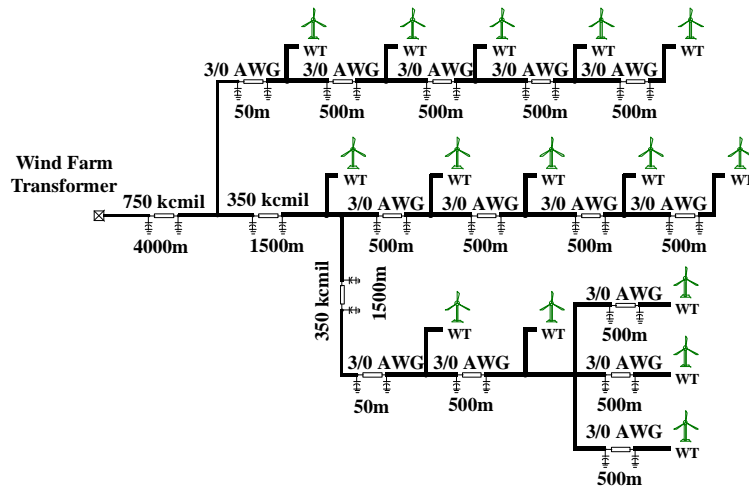 WT WT WT WT WT
3/0 AWG 3/0 AWG 3/0 AWG 3/0 AWG 3/0 AWG
50m 500m 500m 500m 500m
Wind Farm
Transformer
WT WT WT WT WT
750 kcmil 350 kcmil 3/0 AWG 3/0 AWG 3/0 AWG 3/0 AWG
4000m 1500m 500m 500m 500m 500m
350 kcmil 1500m
3/0 AWG
WT
500m
WT WT
3/0 AWG 3/0 AWG 3/0 AWG
WT
50m 500m 500m
3/0 AWG
WT
500m